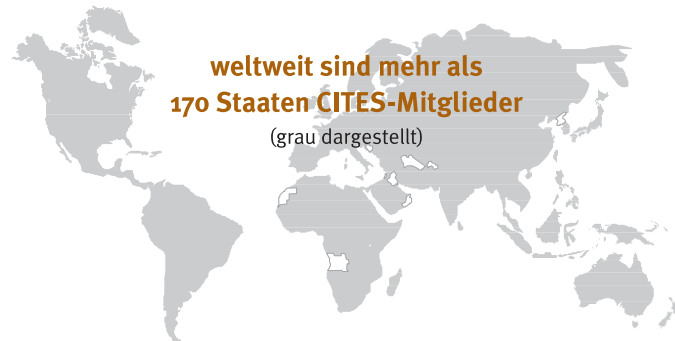 weltweit sind mehr als
170 Staaten CITES-Mitglieder
(grau dargestellt)